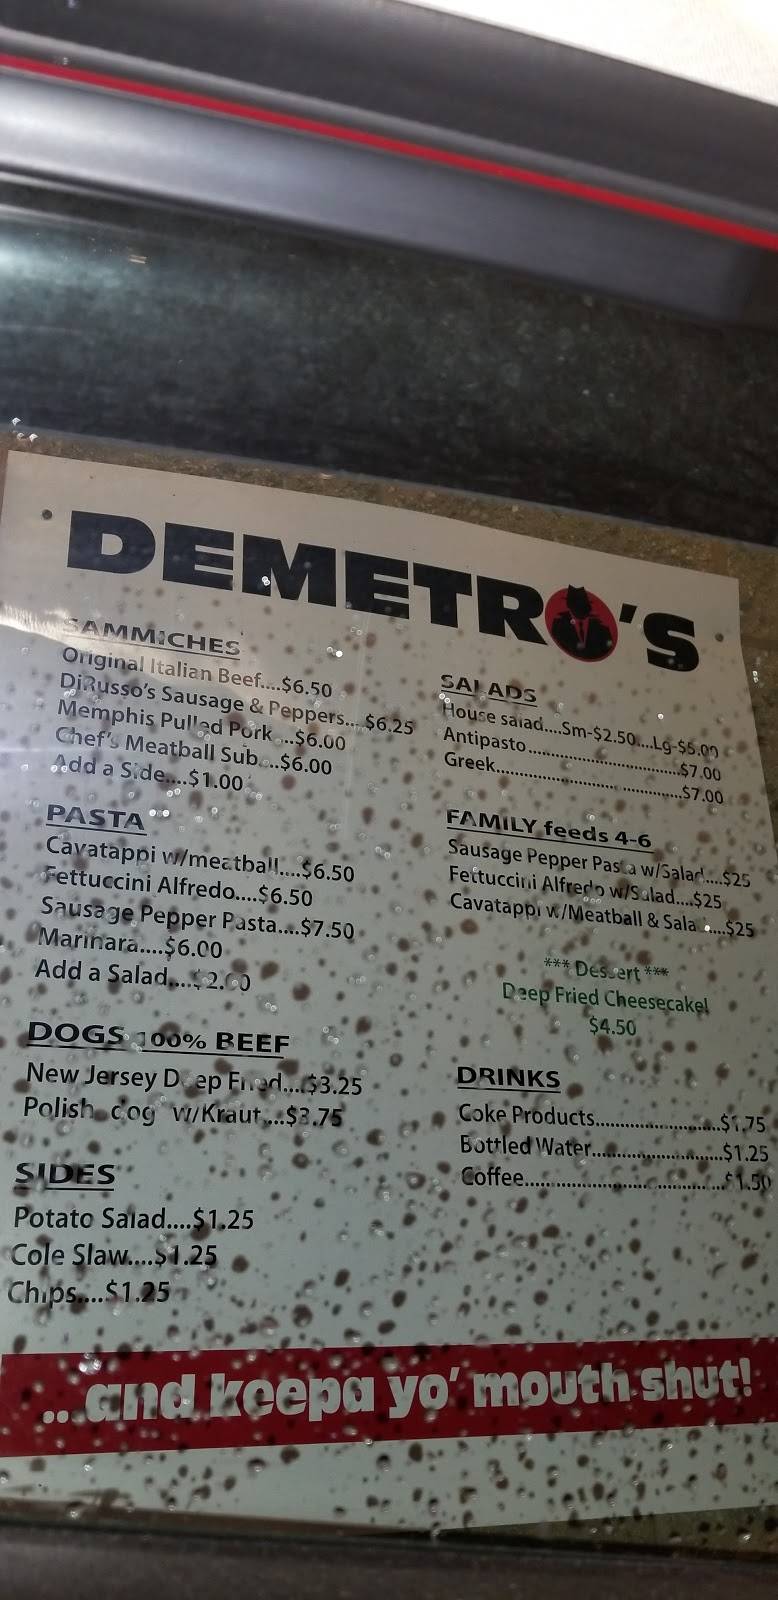 DEMETRO'S
SAMMICHES
Original Italian Beef....$6.50
DiRusso's Sausage & Peppers....$6.25
Memphis Pulled Pork ...$6.00
Chef's Meatball Sub....$6.00
Add a Side....$1.00
PASTA
Cavatappi w/meatball....$6.50
Fettuccini Alfredo....$6.50
Sausage Pepper Pasta....$7.50
Marinara....$6.00
Add a Salad....$2.00
DOGS 100% BEEF
New Jersey Deep Fried....$3.25
Polish dog w/Kraut....$3.75
SIDES
Potato Salad....$1.25
Cole Slaw....$1.25
Chips....$1.25
SALADS
House salad....Sm-$2.50....Lg-$5.00
Antipasto..............................$7.00
Greek....................................$7.00
FAMILY feeds 4-6
Sausage Pepper Pasta w/Salad....$25
Fettuccini Alfredo w/Salad....$25
Cavatappi w/Meatball & Salad....$25
*** Dessert ***
Deep Fried Cheesecake!
$4.50
DRINKS
Coke Products........................$1.75
Bottled Water.........................$1.25
Coffee.......................................$1.50
...and keepa yo' mouth shut!